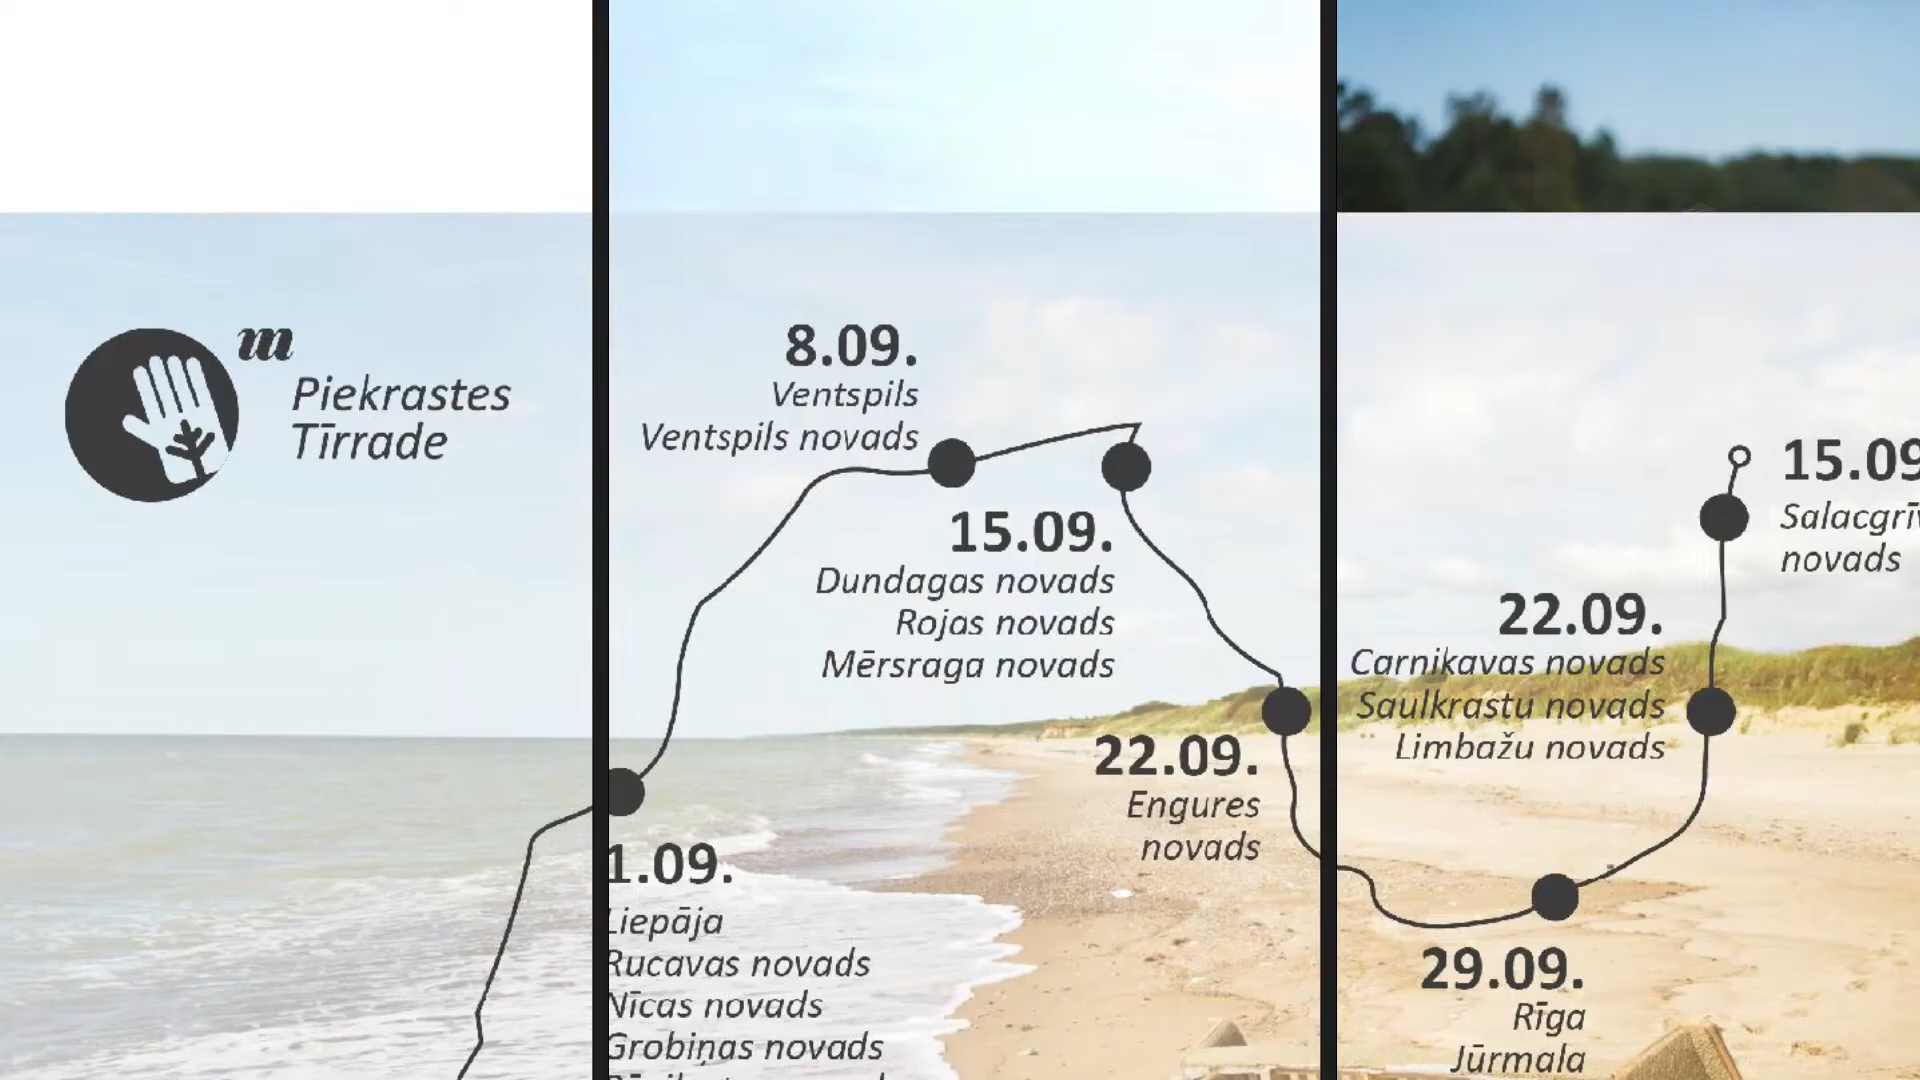 m
Piekrastes
Tīrrade
8.09.
Ventspils
Ventspils novads
15.09.
Dundagas novads
Rojas novads
Mērsraga novads
22.09.
Engures
novads
1.09.
Liepāja
Rucavas novads
Nīcas novads
Grobiņas novads
15.09
novads
22.09.
Carnikavas novads
Saulkrastu novads
Limbažu novads
29.09.
Rīga
Jūrmala